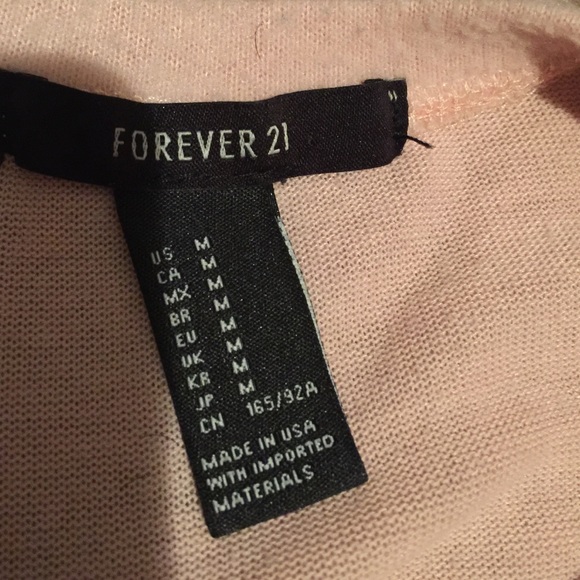 FOREVER 21
US M
CA M
MX M
BR M
EU M
UK M
KR M
JP M
CN 165/92A
MADE IN USA
WITH IMPORTED
MATERIALS